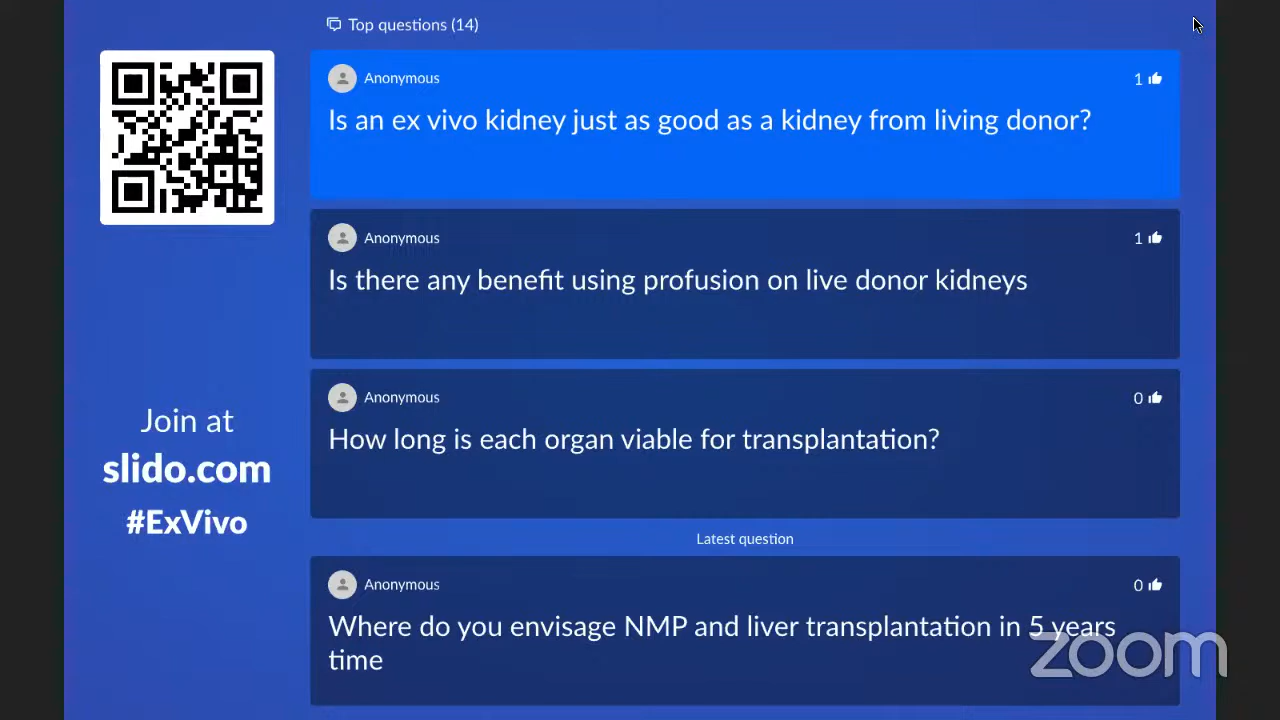 Top questions (14)
Anonymous
1
Is an ex vivo kidney just as good as a kidney from living donor?
Anonymous
1
Is there any benefit using profusion on live donor kidneys
Anonymous
0
How long is each organ viable for transplantation?
Join at
slido.com
#ExVivo
Latest question
Anonymous
0
Where do you envisage NMP and liver transplantation in 5 years
time
zoom